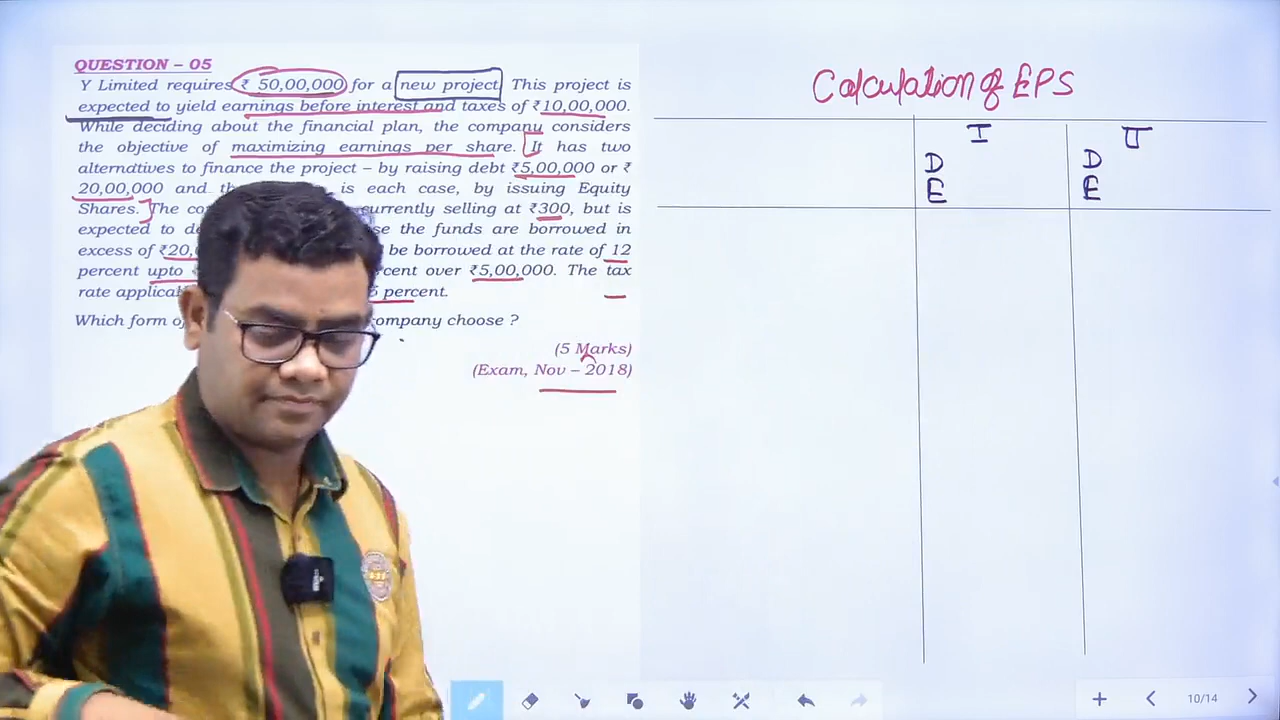 QUESTION – 05
Y Limited requires ₹ 50,00,000 for a new project. This project is
expected to yield earnings before interest and taxes of ₹10,00,000.
While deciding about the financial plan, the company considers
the objective of maximizing earnings per share. It has two
alternatives to finance the project – by raising debt ₹5,00,000 or ₹
20,00,000 and is each case, by issuing Equity
Shares. The currently selling at ₹300, but is
expected to the funds are borrowed in
excess of be borrowed at the rate of 12
percent upto over ₹5,00,000. The tax
rate percent.
Which form company choose ?
(5 Marks)
(Exam, Nov – 2018)
Calculation of EPS
I II
D D
E E
10/14